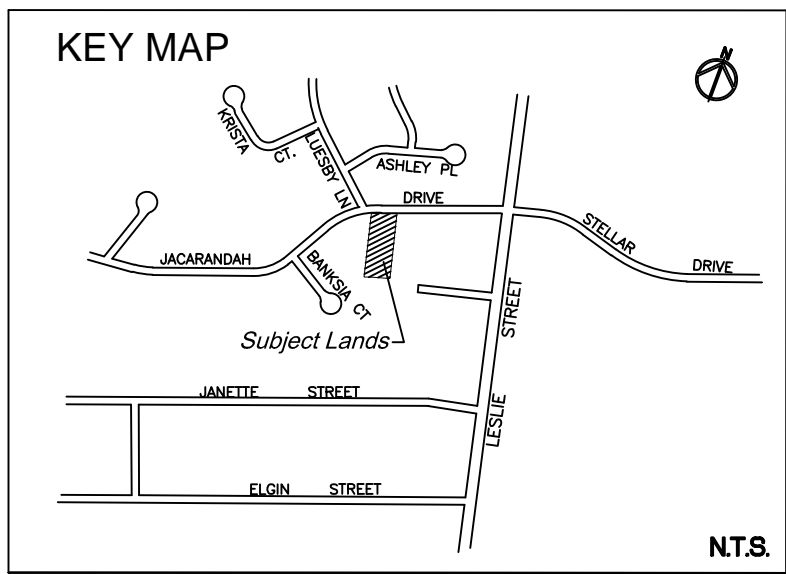 KEY MAP
N
KRISTA
CT.
LUESBY LN
ASHLEY PL
DRIVE
STELLAR
DRIVE
JACARANDAH
BANKSIA CT
STREET
Subject Lands
JANETTE STREET
LESLIE
ELGIN STREET
N.T.S.